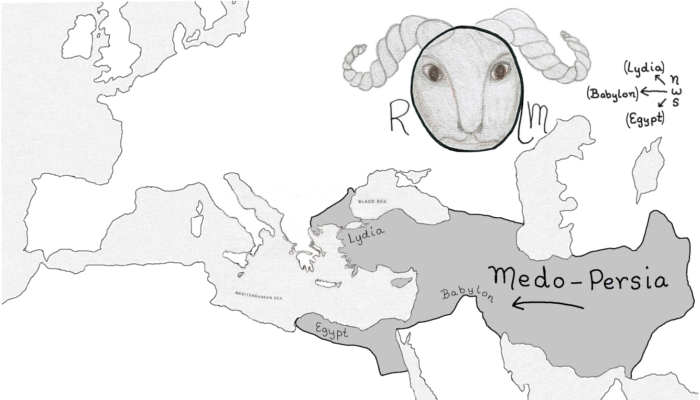 R m
(Lydia) N
(Babylon) W
S
(Egypt)
BLACK SEA
Lydia
Medo-Persia
Babylon
MEDITERRANEAN SEA
Egypt